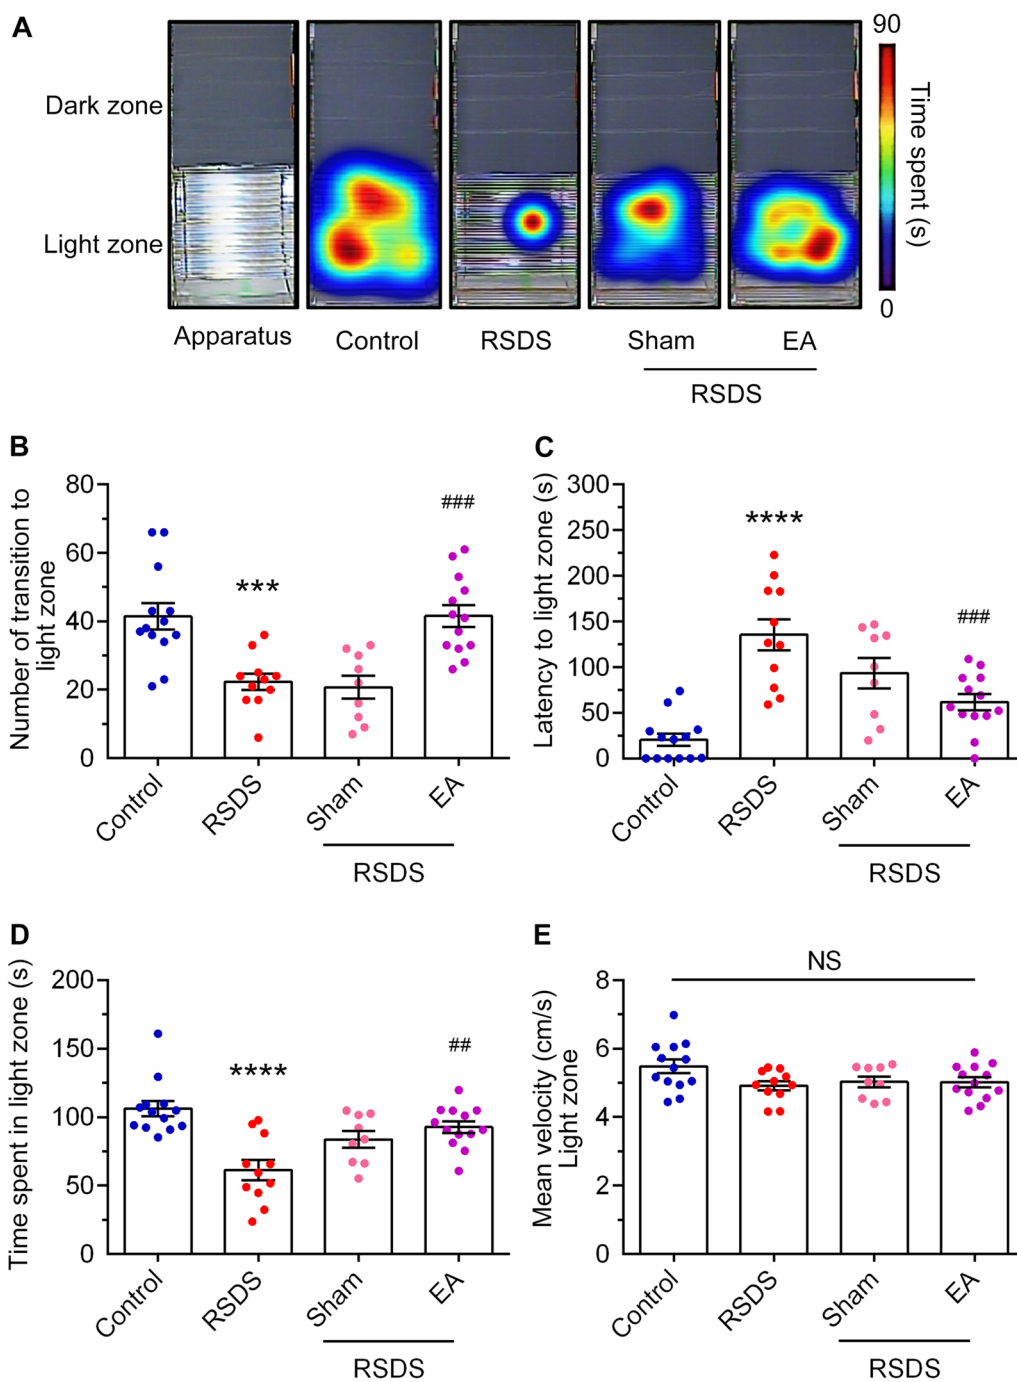 A
Dark zone
Light zone
90
Time spent (s)
0
Apparatus
Control
RSDS
Sham
EA
RSDS
B
Number of transition to
light zone
80
60
40
20
0
***
###
Control
RSDS
Sham
EA
RSDS
C
Latency to light zone (s)
300
250
200
150
100
50
0
****
###
Control
RSDS
Sham
EA
RSDS
D
Time spent in light zone (s)
200
150
100
50
0
****
##
Control
RSDS
Sham
EA
RSDS
E
Mean velocity (cm/s)
Light zone
8
6
4
2
0
NS
Control
RSDS
Sham
EA
RSDS